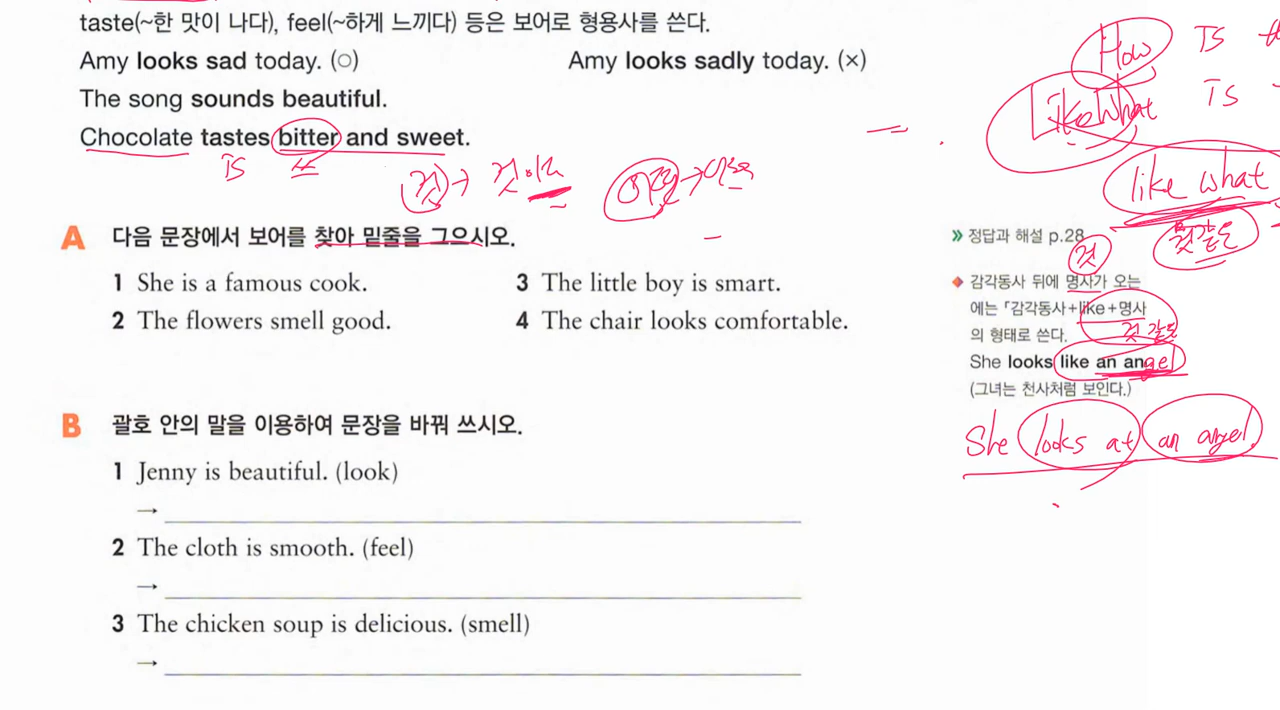 taste(~한 맛이 나다), feel(~하게 느끼다) 등은 보어로 형용사를 쓴다.
Amy looks sad today. (○)
Amy looks sadly today. (×)
The song sounds beautiful.
Chocolate tastes bitter and sweet.
is 쓰
것 → 것이다
How is
Like What is
like what
것같은
A 다음 문장에서 보어를 찾아 밑줄을 그으시오.
1 She is a famous cook.
2 The flowers smell good.
3 The little boy is smart.
4 The chair looks comfortable.
» 정답과 해설 p.28
것
◆ 감각동사 뒤에 명사가 오는
에는 「감각동사+like+명사
의 형태로 쓴다.
것 같은
She looks like an angel
(그녀는 천사처럼 보인다.)
She looks at an angel.
B 괄호 안의 말을 이용하여 문장을 바꿔 쓰시오.
1 Jenny is beautiful. (look)
→
2 The cloth is smooth. (feel)
→
3 The chicken soup is delicious. (smell)
→